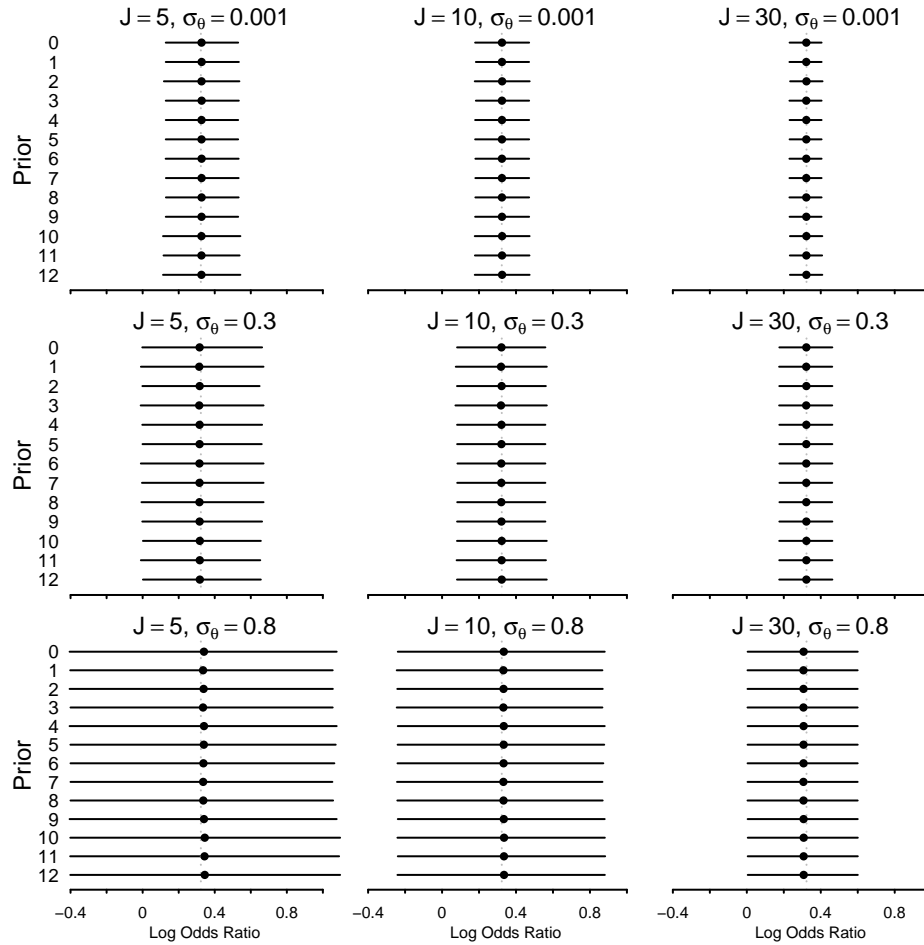 J = 5, σθ = 0.001
J = 10, σθ = 0.001
J = 30, σθ = 0.001
Prior
0
1
2
3
4
5
6
7
8
9
10
11
12
J = 5, σθ = 0.3
J = 10, σθ = 0.3
J = 30, σθ = 0.3
Prior
0
1
2
3
4
5
6
7
8
9
10
11
12
J = 5, σθ = 0.8
J = 10, σθ = 0.8
J = 30, σθ = 0.8
Prior
0
1
2
3
4
5
6
7
8
9
10
11
12
−0.4 0 0.4 0.8
−0.4 0 0.4 0.8
−0.4 0 0.4 0.8
Log Odds Ratio
Log Odds Ratio
Log Odds Ratio